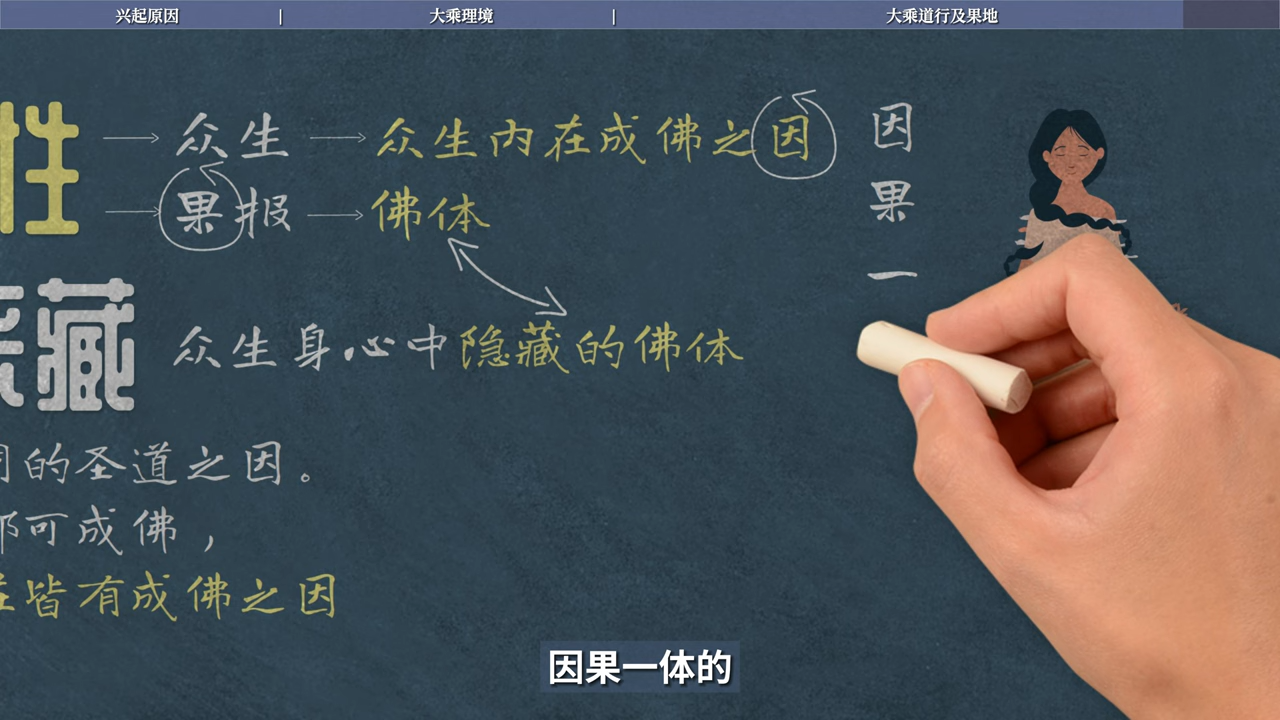 兴起原因 | 大乘理境 | 大乘道行及果地
性
众生 众生内在成佛之因
果报 佛体
藏
众生身心中隐藏的佛体
的圣道之因。
可成佛，
皆有成佛之因
因果一
因果一体的